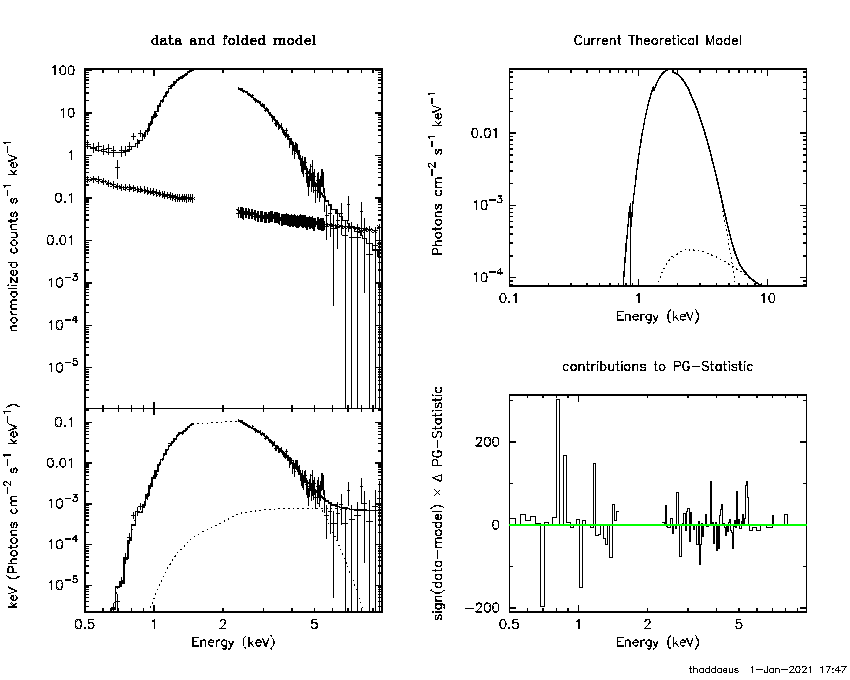 data and folded model
normalized counts s⁻¹ keV⁻¹
100
10
1
0.1
0.01
10⁻³
10⁻⁴
10⁻⁵
keV (Photons cm⁻² s⁻¹ keV⁻¹)
0.1
0.01
10⁻³
10⁻⁴
10⁻⁵
0.5 1 2 5
Energy (keV)
Current Theoretical Model
Photons cm⁻² s⁻¹ keV⁻¹
0.01
10⁻³
10⁻⁴
0.1 1 10
Energy (keV)
contributions to PG−Statistic
sign(data−model) × Δ PG−Statistic
200
0
−200
0.5 1 2 5
Energy (keV)
thaddaeus 1−Jan−2021 17:47